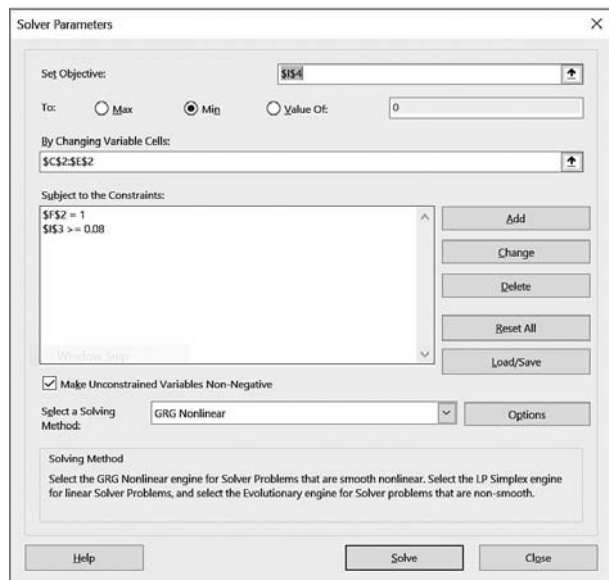 Solver Parameters
Set Objective:
$I$4
To:
Max
Min
Value Of:
0
By Changing Variable Cells:
$C$2:$E$2
Subject to the Constraints:
$F$2 = 1
$I$3 >= 0.08
Add
Change
Delete
Reset All
Load/Save
Window Snip
Make Unconstrained Variables Non-Negative
Select a Solving
Method:
GRG Nonlinear
Options
Solving Method
Select the GRG Nonlinear engine for Solver Problems that are smooth nonlinear. Select the LP Simplex engine
for linear Solver Problems, and select the Evolutionary engine for Solver problems that are non-smooth.
Help
Solve
Close